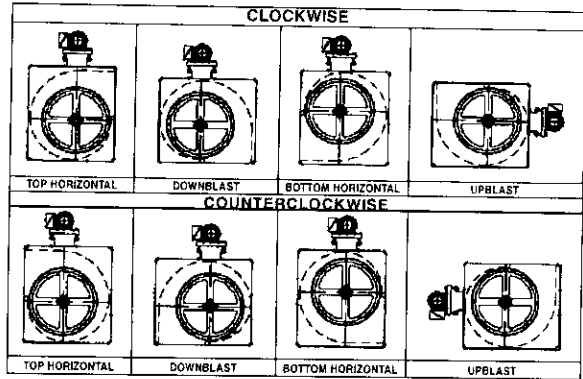 CLOCKWISE
TOP HORIZONTAL
DOWNBLAST
BOTTOM HORIZONTAL
UPBLAST
COUNTERCLOCKWISE
TOP HORIZONTAL
DOWNBLAST
BOTTOM HORIZONTAL
UPBLAST